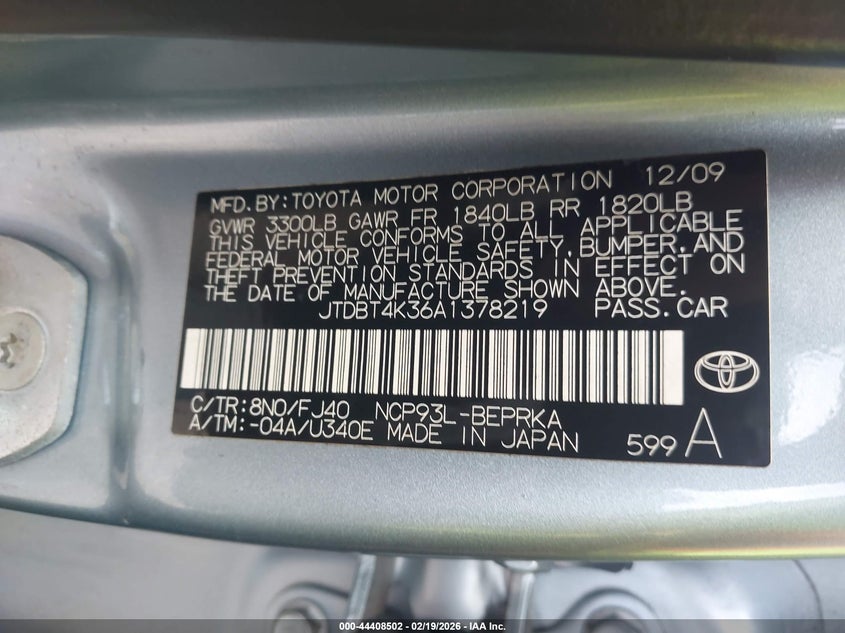 MFD. BY: TOYOTA MOTOR CORPORATION 12/09
GVWR 3300LB GAWR FR 1840LB RR 1820LB
THIS VEHICLE CONFORMS TO ALL APPLICABLE
FEDERAL MOTOR VEHICLE SAFETY, BUMPER, AND
THEFT PREVENTION STANDARDS IN EFFECT ON
THE DATE OF MANUFACTURE SHOWN ABOVE.
JTDBT4K36A1378219 PASS. CAR
C/TR: 8N0/FJ40 NCP93L-BEPRKA
A/TM: -04A/U340E MADE IN JAPAN 599 A
000-44408502 - 02/19/2026 - IAA Inc.